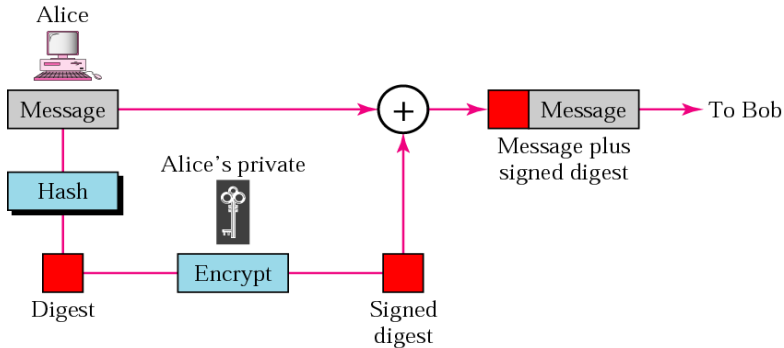 Alice
Message
+
Message
To Bob
Message plus
signed digest
Alice's private
Hash
Encrypt
Digest
Signed
digest